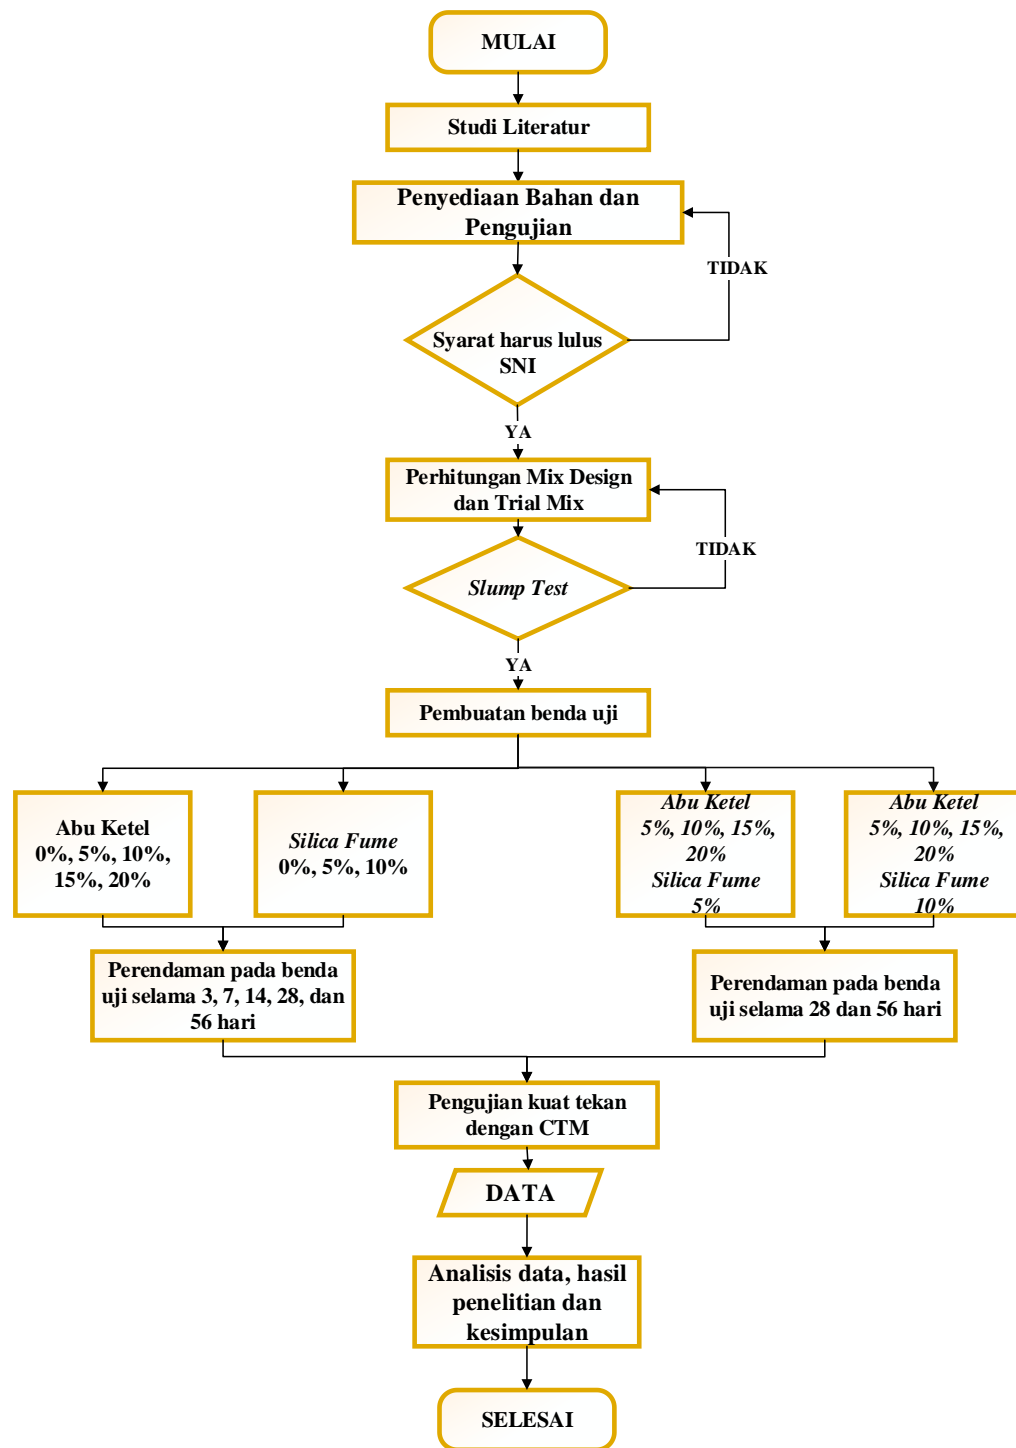 MULAI
Studi Literatur
Penyediaan Bahan dan
Pengujian
TIDAK
Syarat harus lulus
SNI
YA
Perhitungan Mix Design
dan Trial Mix
TIDAK
Slump Test
YA
Pembuatan benda uji
Abu Ketel
0%, 5%, 10%,
15%, 20%
Silica Fume
0%, 5%, 10%
Abu Ketel
5%, 10%, 15%,
20%
Silica Fume
5%
Abu Ketel
5%, 10%, 15%,
20%
Silica Fume
10%
Perendaman pada benda
uji selama 3, 7, 14, 28, dan
56 hari
Perendaman pada benda
uji selama 28 dan 56 hari
Pengujian kuat tekan
dengan CTM
DATA
Analisis data, hasil
penelitian dan
kesimpulan
SELESAI